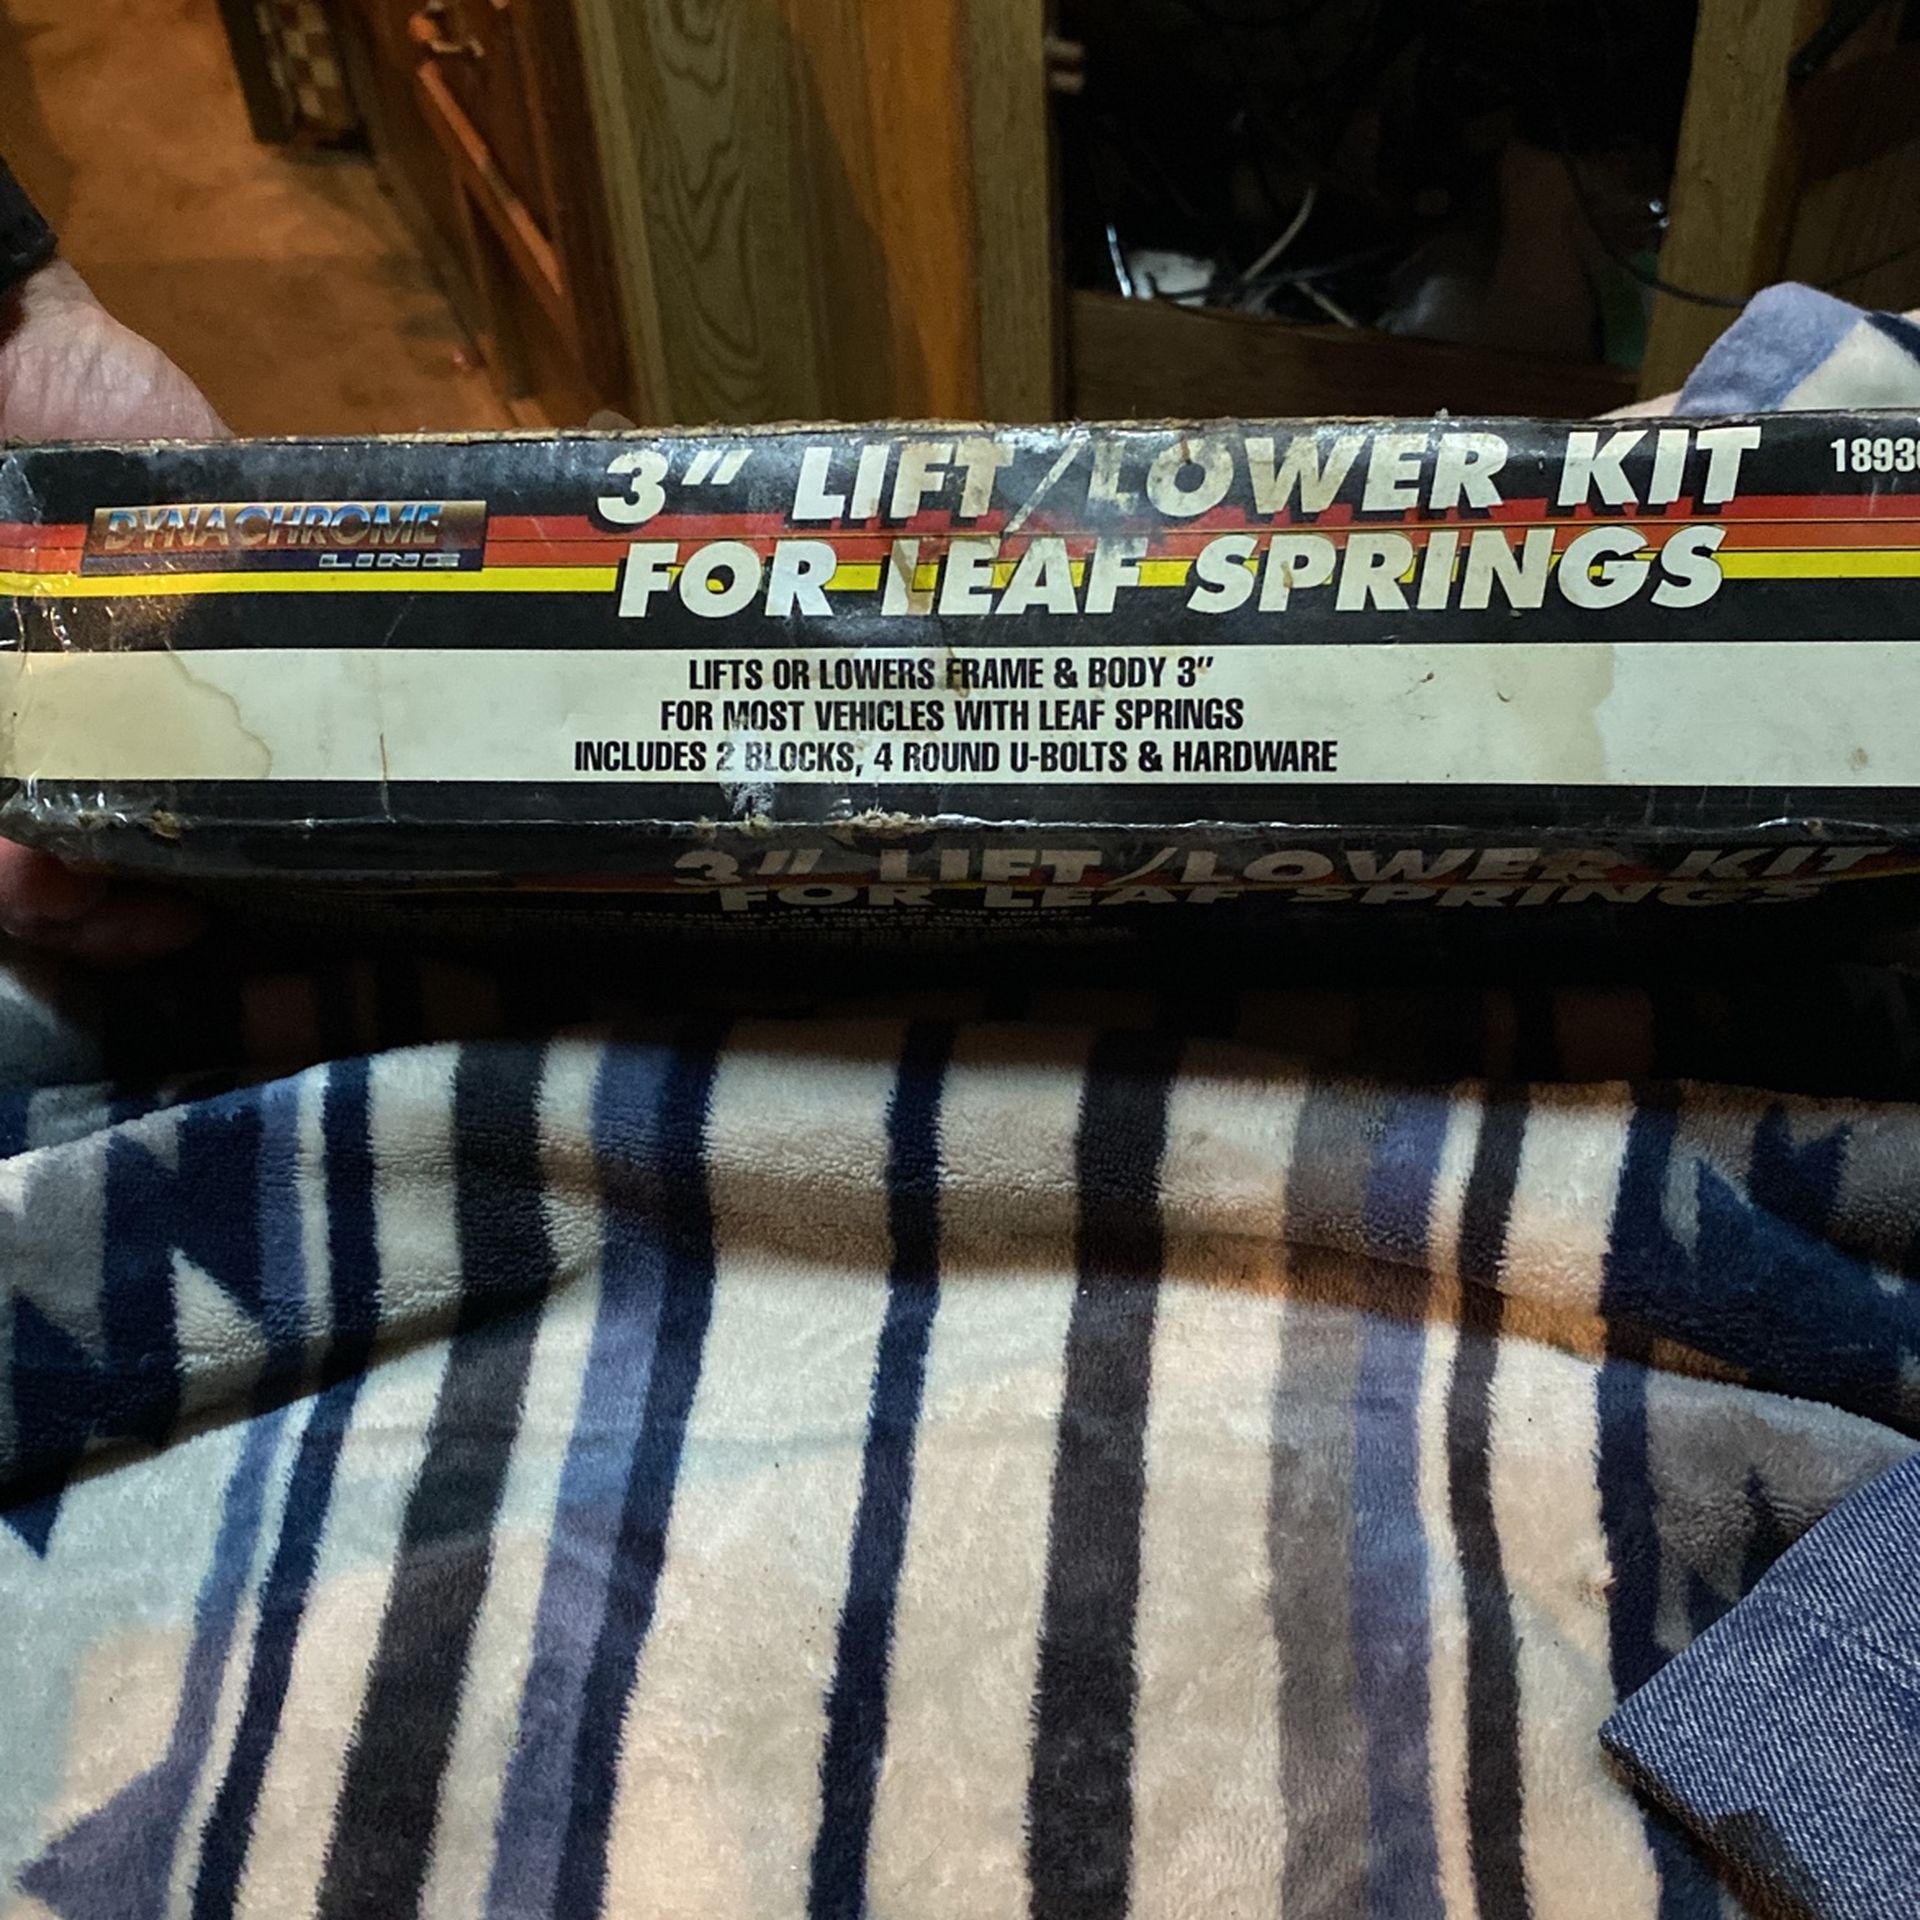 DYNACHROME
LINE
3" LIFT/LOWER KIT
FOR LEAF SPRINGS
LIFTS OR LOWERS FRAME & BODY 3"
FOR MOST VEHICLES WITH LEAF SPRINGS
INCLUDES 2 BLOCKS, 4 ROUND U-BOLTS & HARDWARE
3" LIFT/LOWER KIT
FOR LEAF SPRINGS